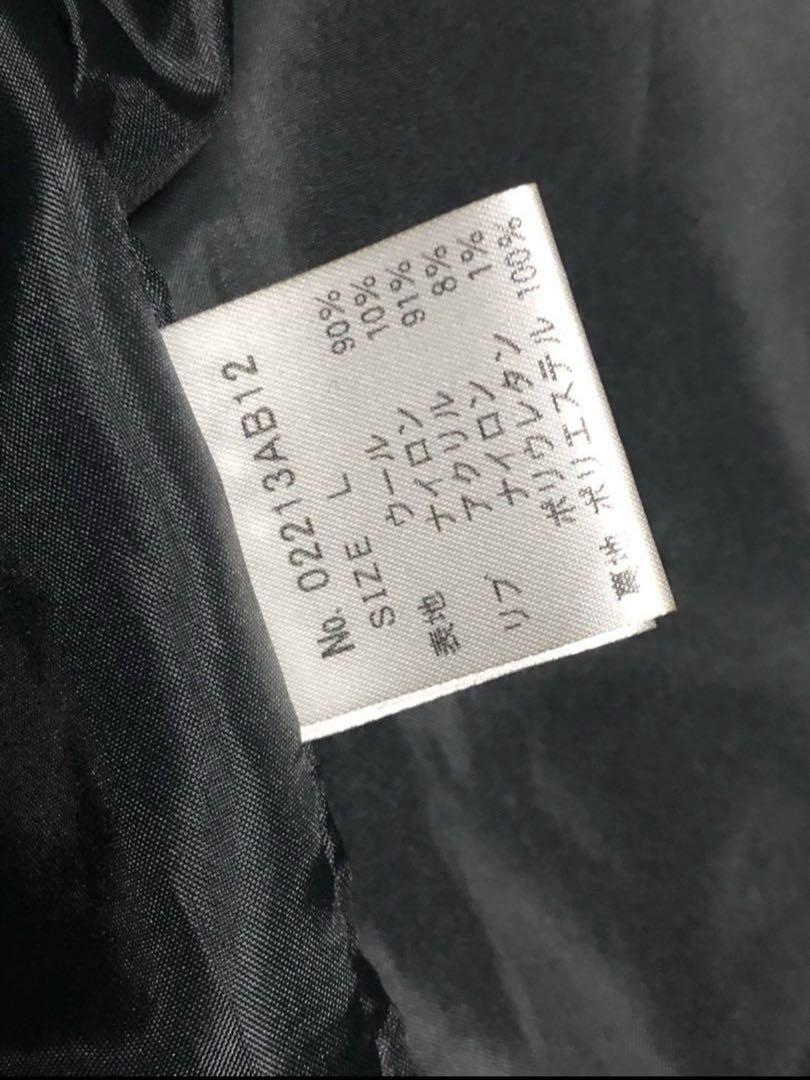 No. 02213AB12
SIZE L
表地 ウール 90%
ナイロン 10%
リブ アクリル 91%
ナイロン 8%
ポリウレタン 1%
裏地 ポリエステル 100%